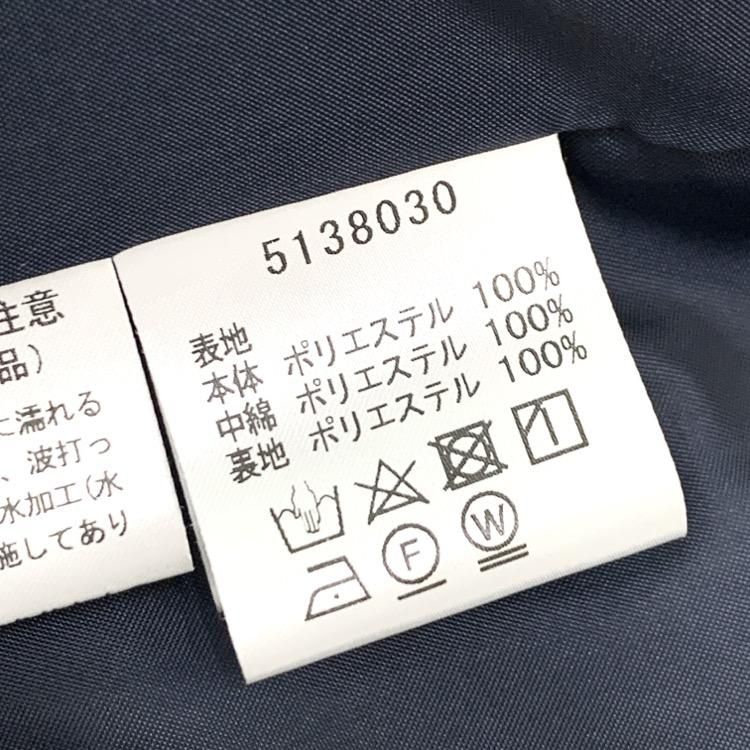 5138030
表地
本体 ポリエステル 100%
中綿 ポリエステル 100%
裏地 ポリエステル 100%
F
W
注意
品)
に濡れる
、波打っ
水加工(水
施してあり